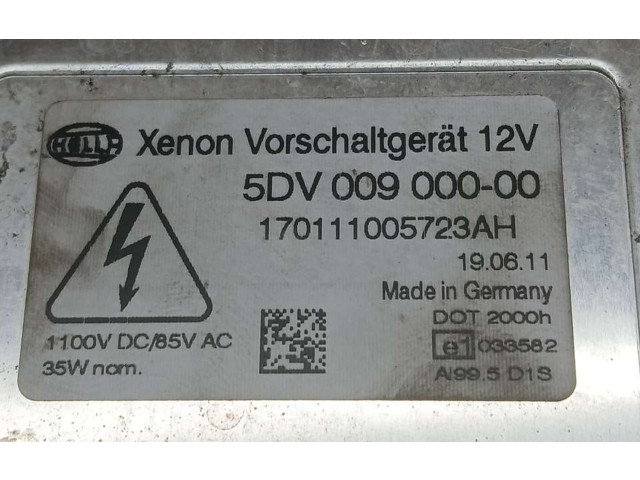 HELLA Xenon Vorschaltgerät 12V
5DV 009 000-00
170111005723AH
19.06.11
Made in Germany
DOT 2000h
1100V DC/85V AC
e1 033582
35W nom.
AI99.5 D1S